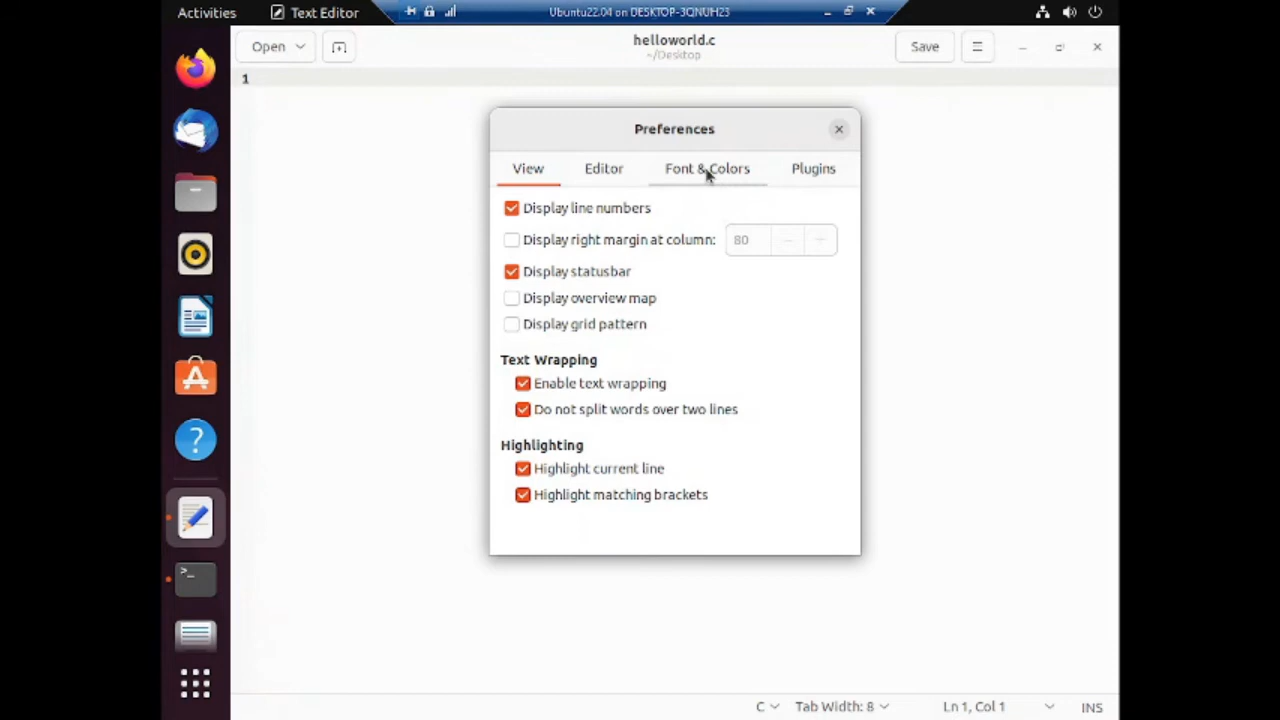 Activities
Text Editor
Ubuntu22.04 on DESKTOP-3QNUH23
Open
helloworld.c
~/Desktop
Save
1
Preferences
View
Editor
Font & Colors
Plugins
Display line numbers
Display right margin at column:
80
Display statusbar
Display overview map
Display grid pattern
Text Wrapping
Enable text wrapping
Do not split words over two lines
Highlighting
Highlight current line
Highlight matching brackets
C
Tab Width: 8
Ln 1, Col 1
INS